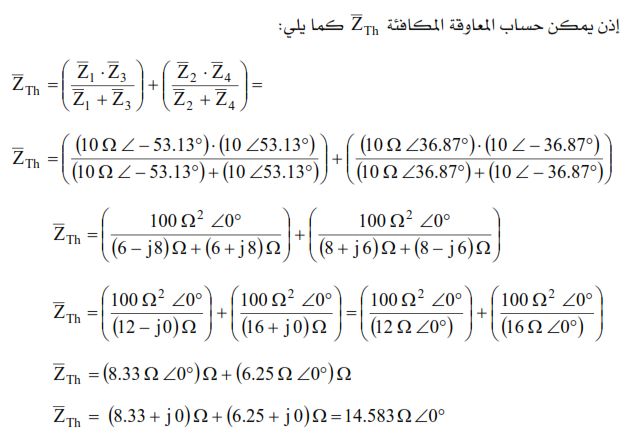 إذن يمكن حساب المعاوقة المكافئة Z̅Th كما يلي:
Z̅Th = (Z̅1 · Z̅3 / Z̅1 + Z̅3) + (Z̅2 · Z̅4 / Z̅2 + Z̅4) =
Z̅Th = ((10 Ω ∠ − 53.13°) · (10 ∠53.13°) / (10 Ω ∠ − 53.13°) + (10 ∠53.13°)) + ((10 Ω ∠36.87°) · (10 ∠ − 36.87°) / (10 Ω ∠36.87°) + (10 ∠ − 36.87°))
Z̅Th = (100 Ω² ∠0° / (6 − j8) Ω + (6 + j8) Ω) + (100 Ω² ∠0° / (8 + j6) Ω + (8 − j6) Ω)
Z̅Th = (100 Ω² ∠0° / (12 − j0) Ω) + (100 Ω² ∠0° / (16 + j0) Ω) = (100 Ω² ∠0° / (12 Ω ∠0°)) + (100 Ω² ∠0° / (16 Ω ∠0°))
Z̅Th = (8.33 Ω ∠0°) Ω + (6.25 Ω ∠0°) Ω
Z̅Th = (8.33 + j0) Ω + (6.25 + j0) Ω = 14.583 Ω ∠0°